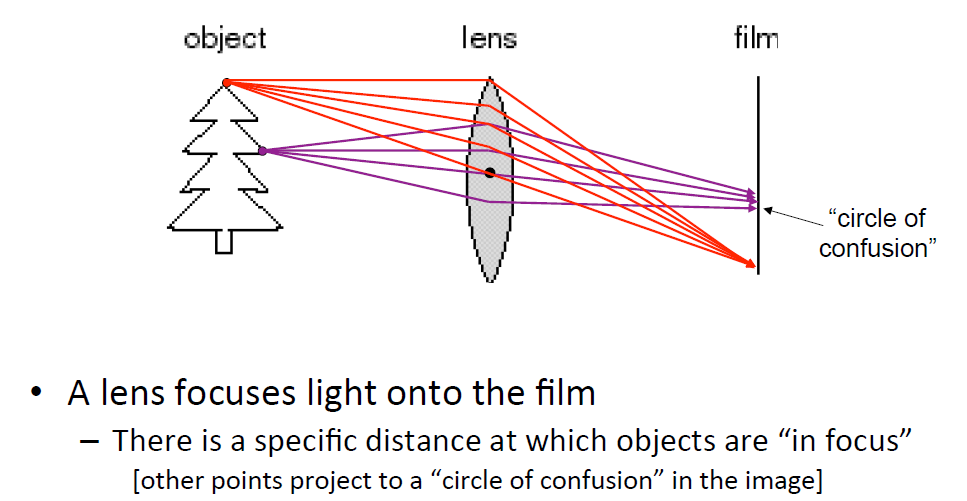 object lens film
“circle of
confusion”
• A lens focuses light onto the film
– There is a specific distance at which objects are “in foc”
[other points project to a “circle of confusion” in the image]